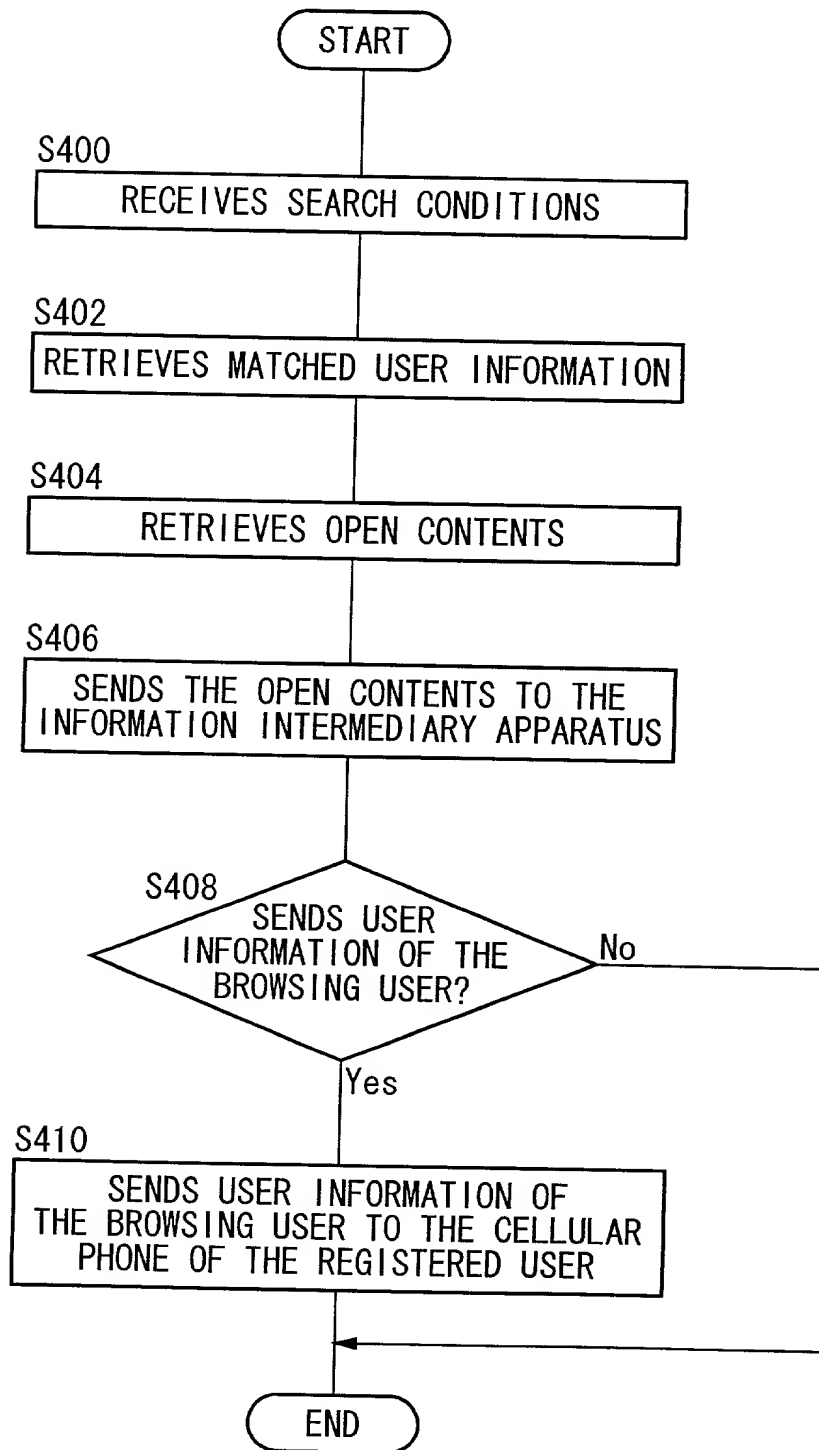 START
S400
RECEIVES SEARCH CONDITIONS
S402
RETRIEVES MATCHED USER INFORMATION
S404
RETRIEVES OPEN CONTENTS
S406
SENDS THE OPEN CONTENTS TO THE
INFORMATION INTERMEDIARY APPARATUS
S408
SENDS USER
INFORMATION OF THE
BROWSING USER?
No
Yes
S410
SENDS USER INFORMATION OF
THE BROWSING USER TO THE CELLULAR
PHONE OF THE REGISTERED USER
END